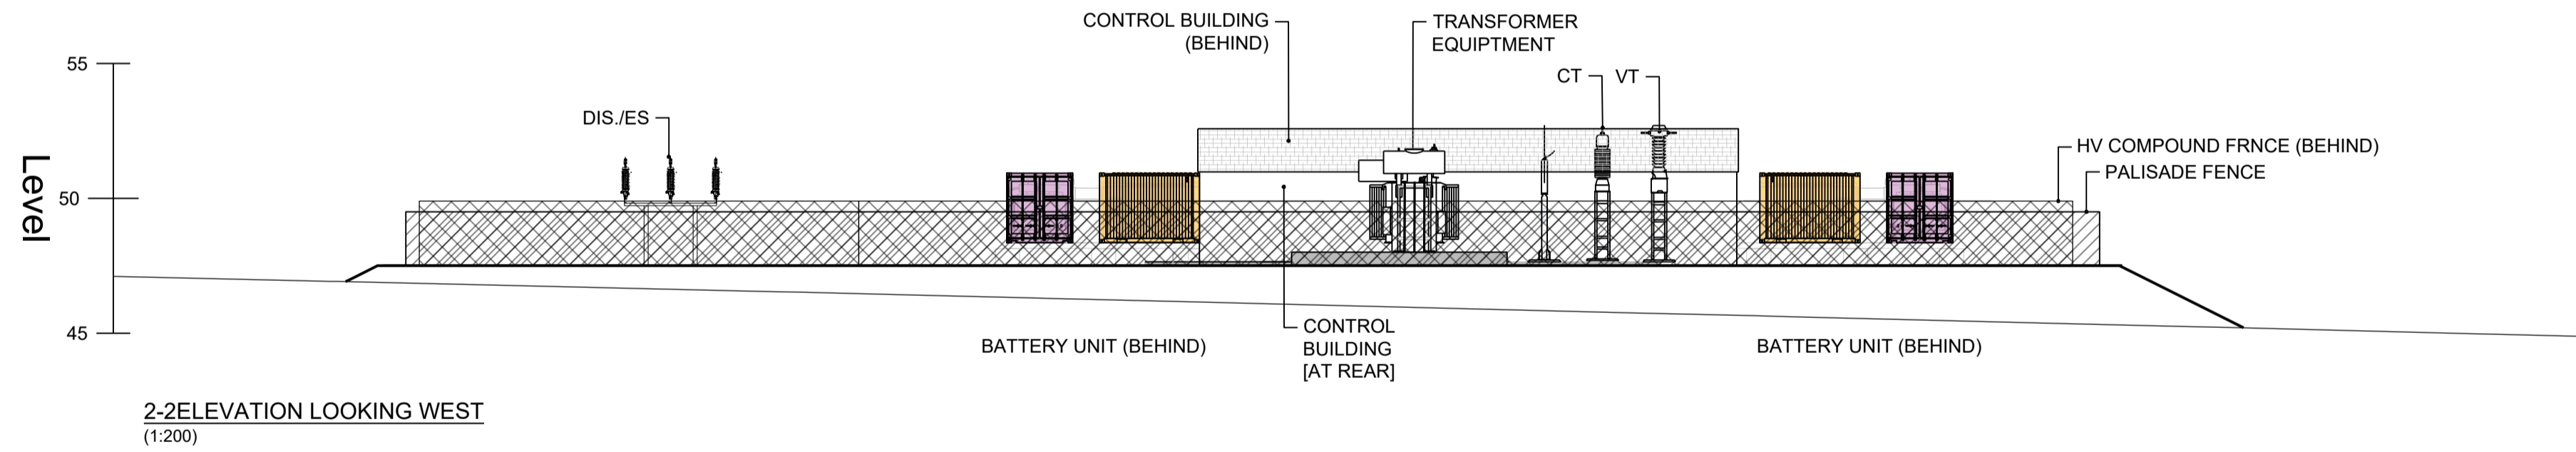 CONTROL BUILDING
(BEHIND)
TRANSFORMER
EQUIPTMENT
55
CT
VT
DIS./ES
HV COMPOUND FRNCE (BEHIND)
PALISADE FENCE
Level
50
45
CONTROL
BUILDING
[AT REAR]
BATTERY UNIT (BEHIND)
BATTERY UNIT (BEHIND)
2-2ELEVATION LOOKING WEST
(1:200)